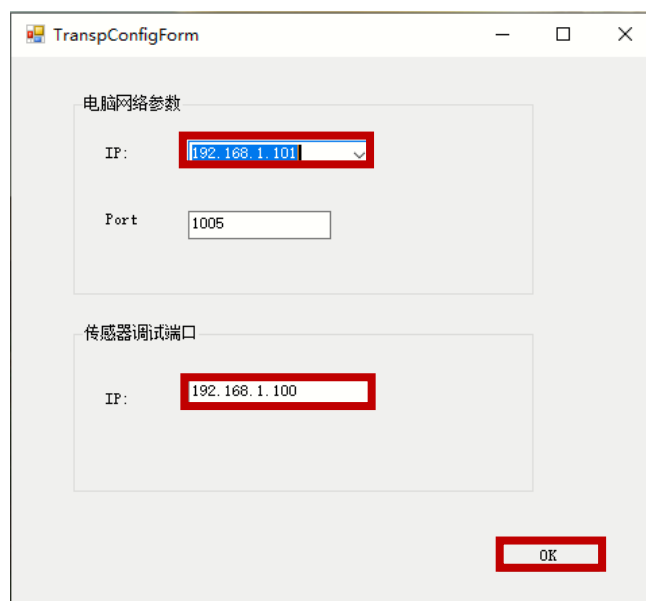 TranspConfigForm
电脑网络参数
IP: 192.168.1.101
Port 1005
传感器调试端口
IP: 192.168.1.100
OK